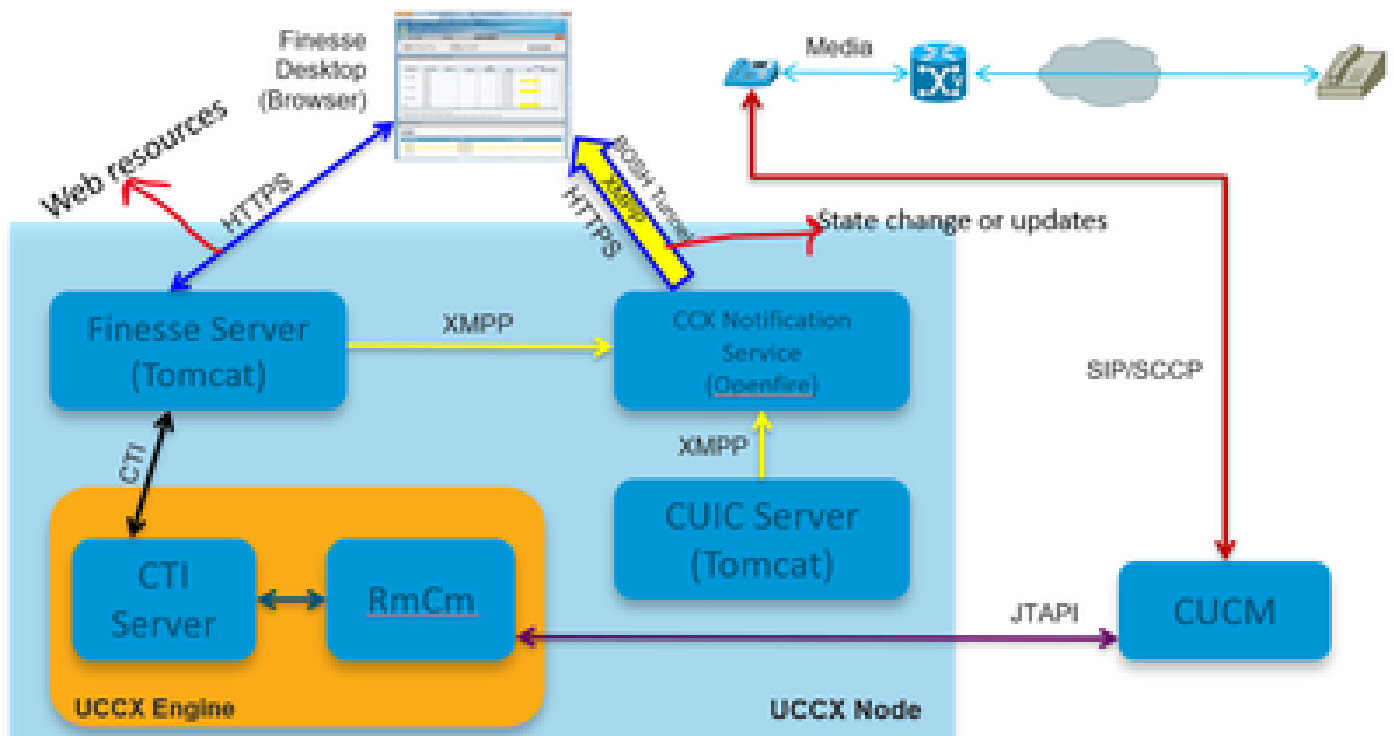 Finesse
Desktop
(Browser)
Media
Web resources
HTTPS
BOSH Tunnel
XMPP
HTTPS
State change or updates
Finesse Server
(Tomcat)
XMPP
CCX Notification
Service
(Openfire)
SIP/SCCP
CTI
XMPP
CUIC Server
(Tomcat)
CTI
Server
RmCm
JTAPI
CUCM
UCCX Engine
UCCX Node